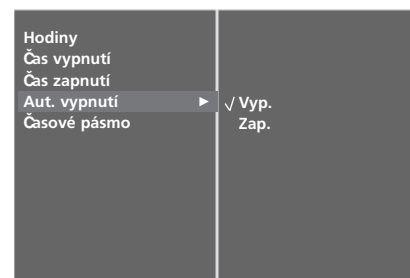 Hodiny
Čas vypnutí
Čas zapnutí
Aut. vypnutí ►
Časové pásmo
√ Vyp.
Zap.